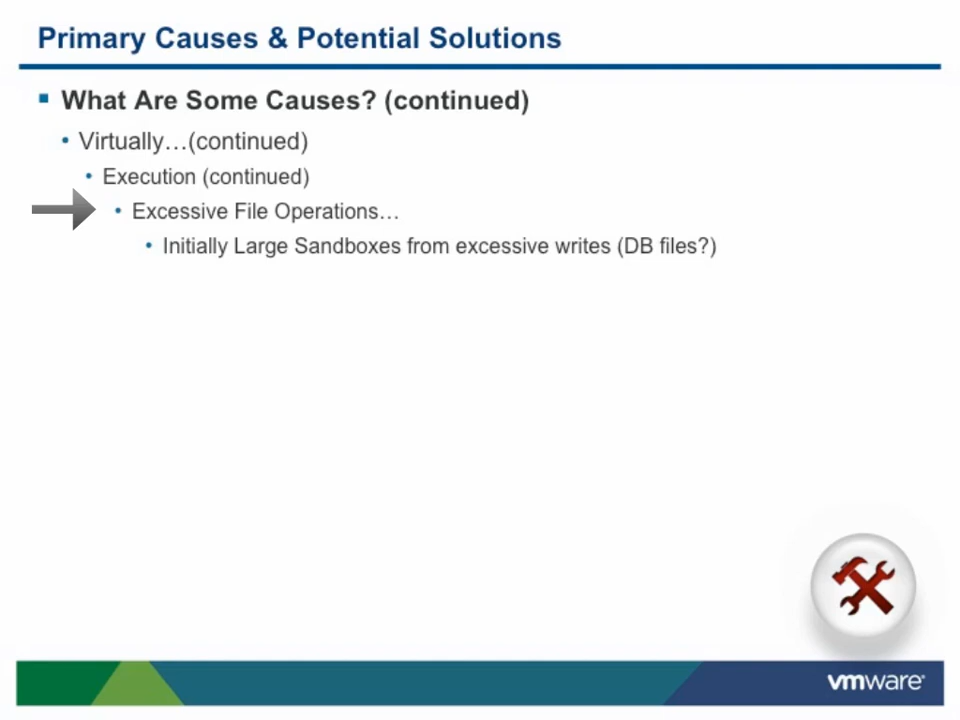 Primary Causes & Potential Solutions
What Are Some Causes? (continued)
Virtually…(continued)
Execution (continued)
Excessive File Operations…
Initially Large Sandboxes from excessive writes (DB files?)
vmware